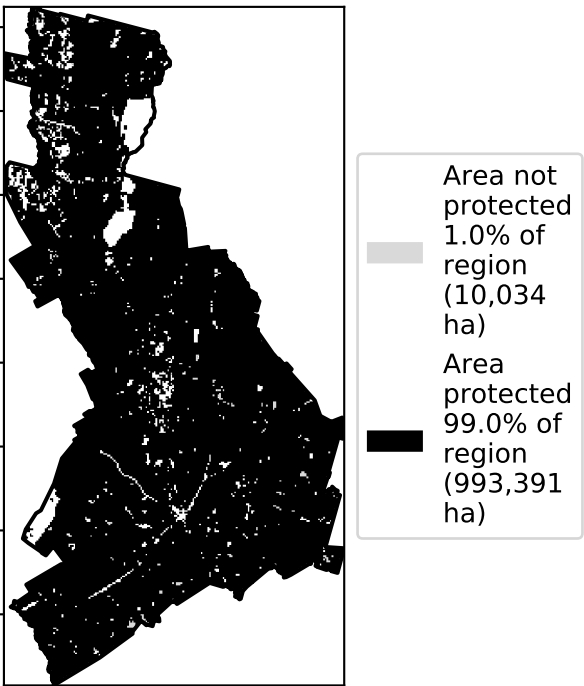 Area not
protected
1.0% of
region
(10,034
ha)
Area
protected
99.0% of
region
(993,391
ha)